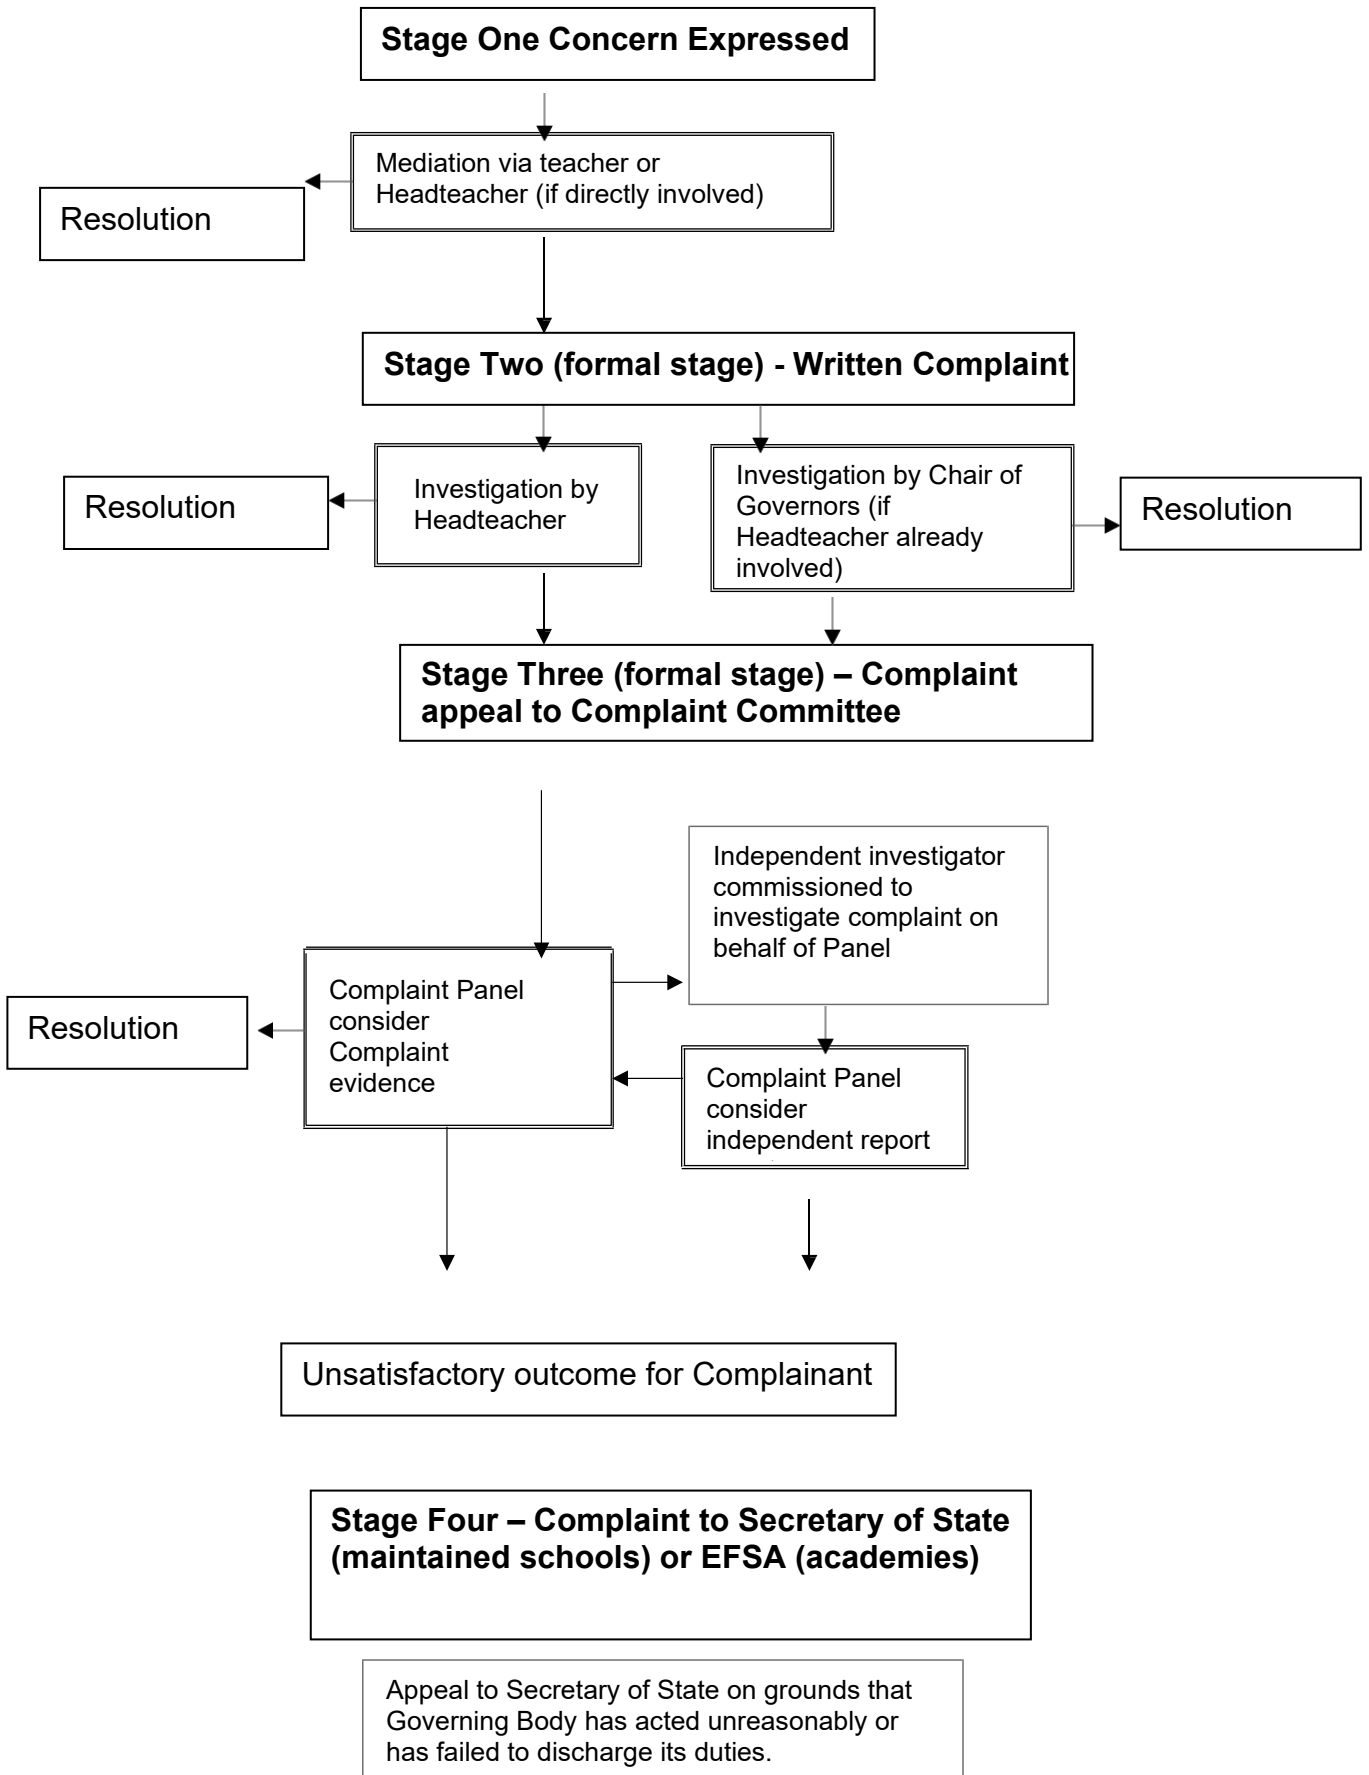 Stage One Concern Expressed
Mediation via teacher or
Headteacher (if directly involved)
Resolution
Stage Two (formal stage) - Written Complaint
Investigation by
Headteacher
Resolution
Investigation by Chair of
Governors (if
Headteacher already
involved)
Resolution
Stage Three (formal stage) – Complaint
appeal to Complaint Committee
Independent investigator
commissioned to
investigate complaint on
behalf of Panel
Complaint Panel
consider
Complaint
evidence
Resolution
Complaint Panel
consider
independent report
Unsatisfactory outcome for Complainant
Stage Four – Complaint to Secretary of State
(maintained schools) or EFSA (academies)
Appeal to Secretary of State on grounds that
Governing Body has acted unreasonably or
has failed to discharge its duties.